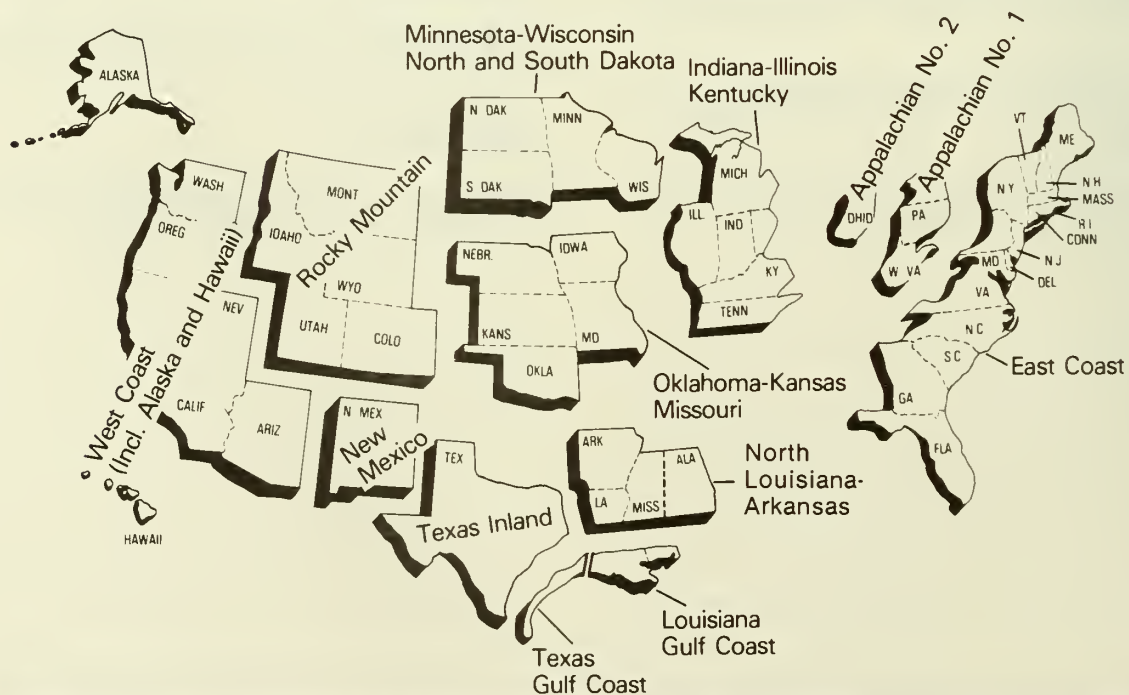 Minnesota-Wisconsin
North and South Dakota
Indiana-Illinois
Kentucky
Appalachian No. 2
Appalachian No. 1
ALASKA
WASH
OREG
NEV
CALIF
ARIZ
West Coast
(Incl. Alaska and Hawaii)
HAWAII
MONT
IDAHO
WYO
UTAH
COLO
Rocky Mountain
N MEX
New
Mexico
N DAK
MINN
S DAK
WIS
NEBR.
IOWA
KANS
MO
OKLA
Oklahoma-Kansas
Missouri
MICH
ILL
IND
KY
TENN
OHIO
PA
W VA
VT
ME
NY
N H
MASS
R I
CONN
N J
MD
DEL
VA
N C
S C
GA
FLA
East Coast
TEX
Texas Inland
ARK
ALA
LA
MISS
North
Louisiana-
Arkansas
Louisiana
Gulf Coast
Texas
Gulf Coast